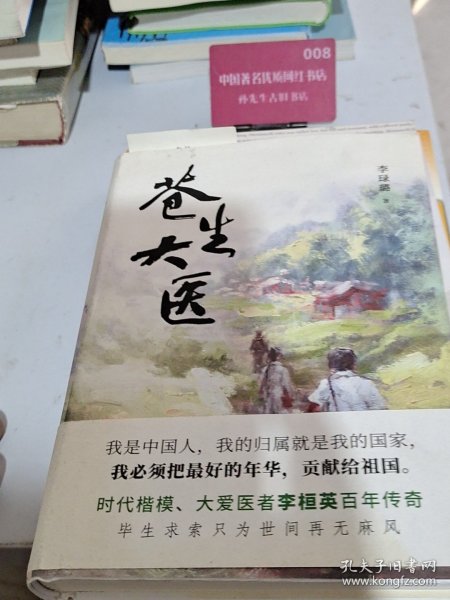 008
中国著名优质网红书店
孙先生古旧书店
李琭璐 著
苍生大医
我是中国人，我的归属就是我的国家，
我必须把最好的年华，贡献给祖国。
时代楷模、大爱医者李桓英百年传奇
毕生求索只为世间再无麻风
孔夫子旧书网
www.kongfz.com